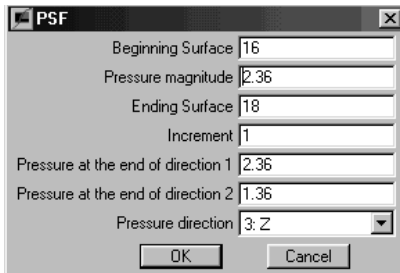 PSF
Beginning Surface 16
Pressure magnitude 2.36
Ending Surface 18
Increment 1
Pressure at the end of direction 1 2.36
Pressure at the end of direction 2 1.36
Pressure direction 3: Z
OK Cancel